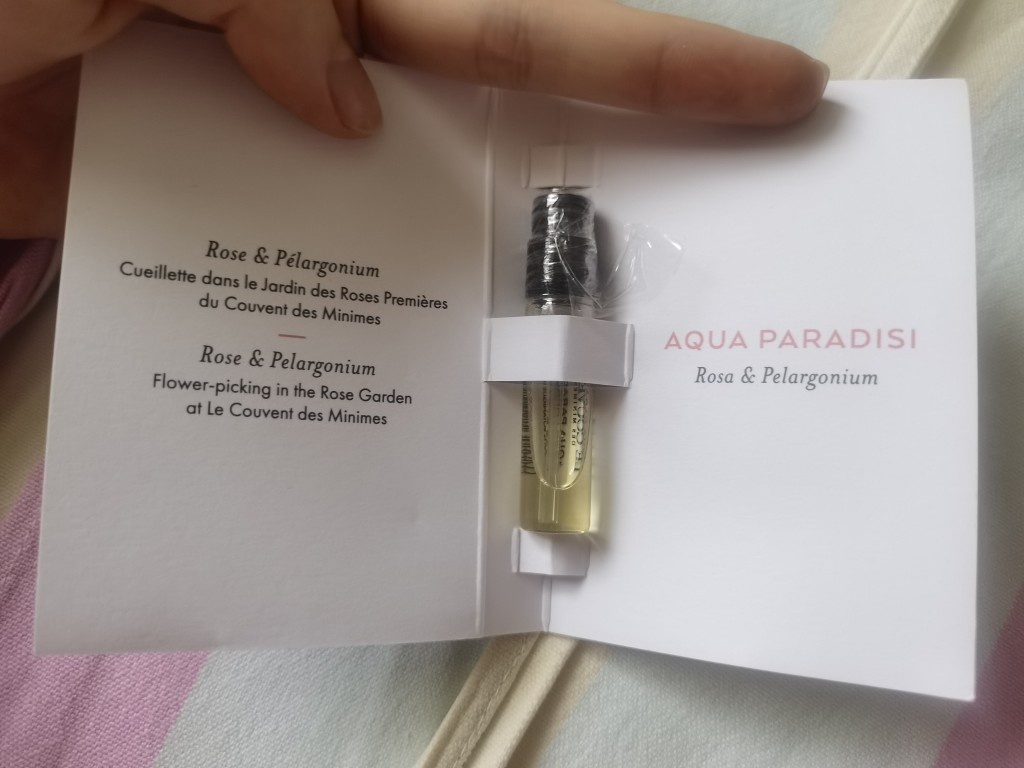 Rose & Pélargonium
Cueillette dans le Jardin des Roses Premières
du Couvent des Minimes
Rose & Pelargonium
Flower-picking in the Rose Garden
at Le Couvent des Minimes
AQUA PARADISI
Rosa & Pelargonium